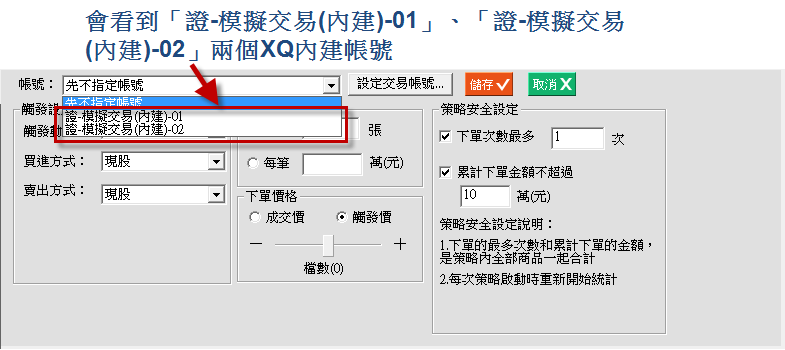 會看到「證-模擬交易(內建)-01」、「證-模擬交易
(內建)-02」兩個XQ內建帳號
帳號：
先不指定帳號
設定交易帳號...
儲存
取消
先不指定帳號
證-模擬交易(內建)-01
證-模擬交易(內建)-02
觸發
觸發動
買進方式：
現股
賣出方式：
現股
張
每筆
萬(元)
下單價格
成交價
觸發價
檔數(0)
策略安全設定
下單次數最多
1
次
累計下單金額不超過
10
萬(元)
策略安全設定說明：
1.下單的最多次數和累計下單的金額，
是策略內全部商品一起合計
2.每次策略啟動時重新開始統計